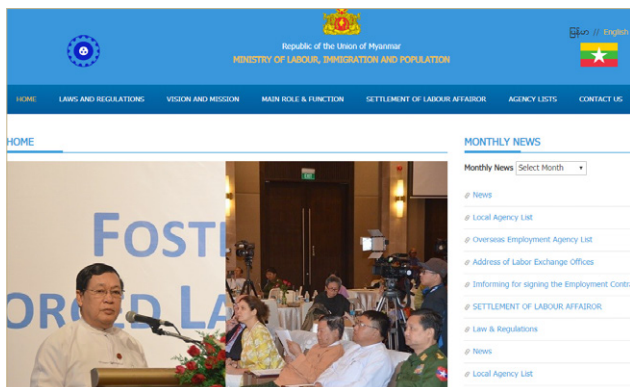 မြန်မာ // English
Republic of the Union of Myanmar
MINISTRY OF LABOUR, IMMIGRATION AND POPULATION
HOME LAWS AND REGULATIONS VISION AND MISSION MAIN ROLE & FUNCTION SETTLEMENT OF LABOUR AFFAIROR AGENCY LISTS CONTACT US
HOME
FOST
ORCED LA
MONTHLY NEWS
Monthly News Select Month
News
Local Agency List
Overseas Employment Agency List
Address of Labor Exchange Offices
Imforming for signing the Employment Contra
SETTLEMENT OF LABOUR AFFAIROR
Law & Regulations
News
Local Agency List